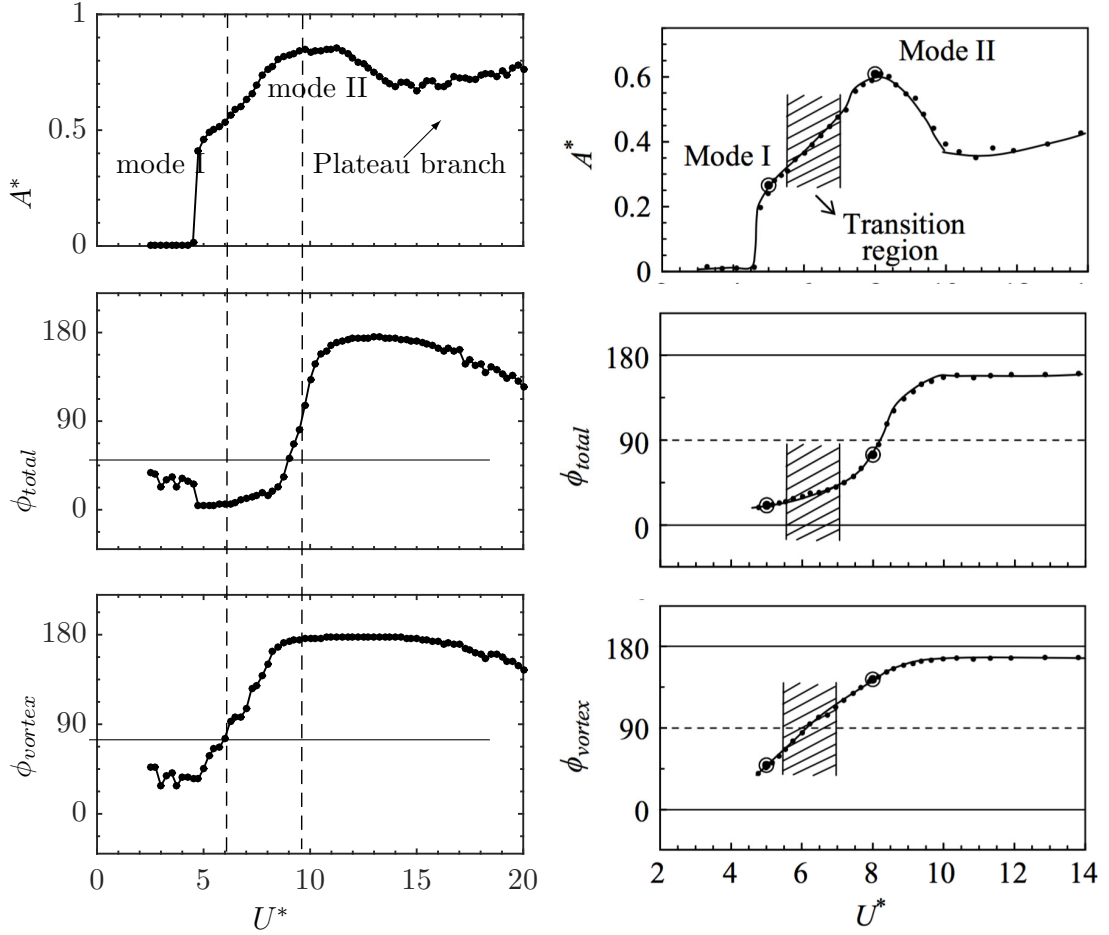 1
0.5
0
A*
mode I
mode II
Plateau branch
180
90
0
ϕtotal
180
90
0
ϕvortex
0
5
10
15
20
U*
0.6
0.4
0.2
0
A*
Mode I
Mode II
Transition
region
180
90
0
ϕtotal
180
90
0
ϕvortex
2
4
6
8
10
12
14
U*